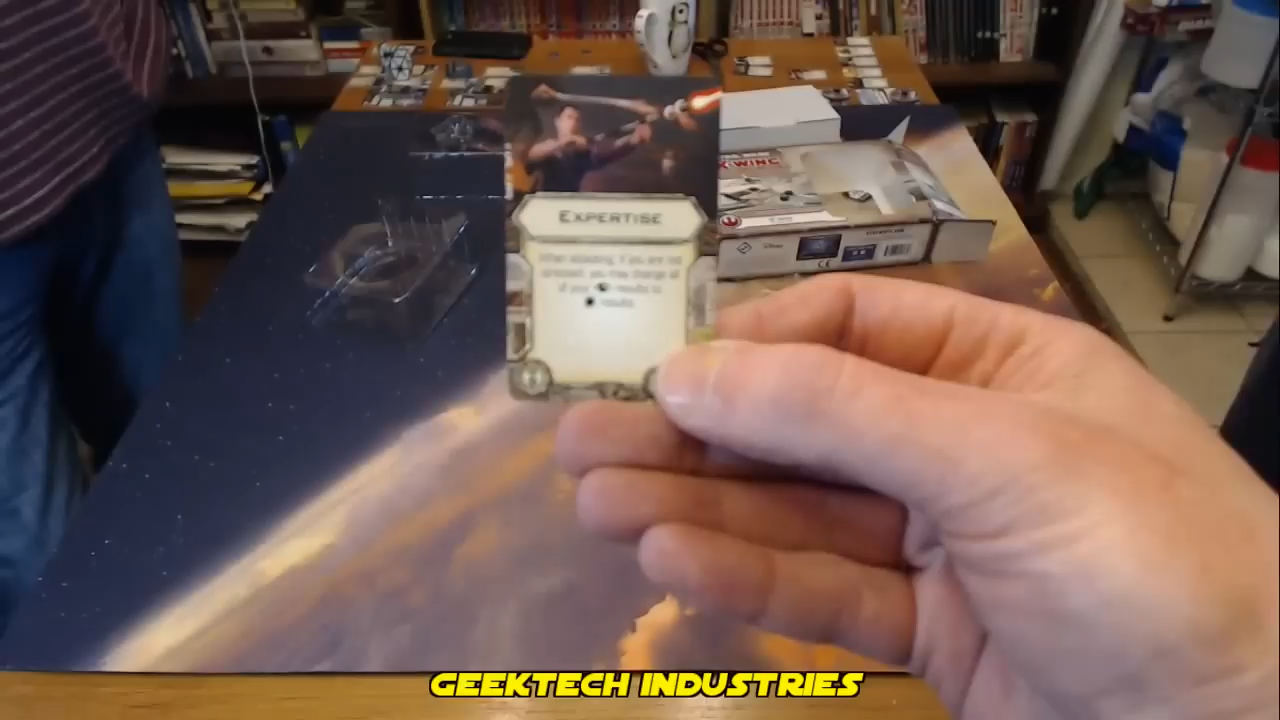 EXPERTISE
When attacking, if you are not
stressed, you may change all
of your results to
results.
X-WING
GEEKTECH INDUSTRIES